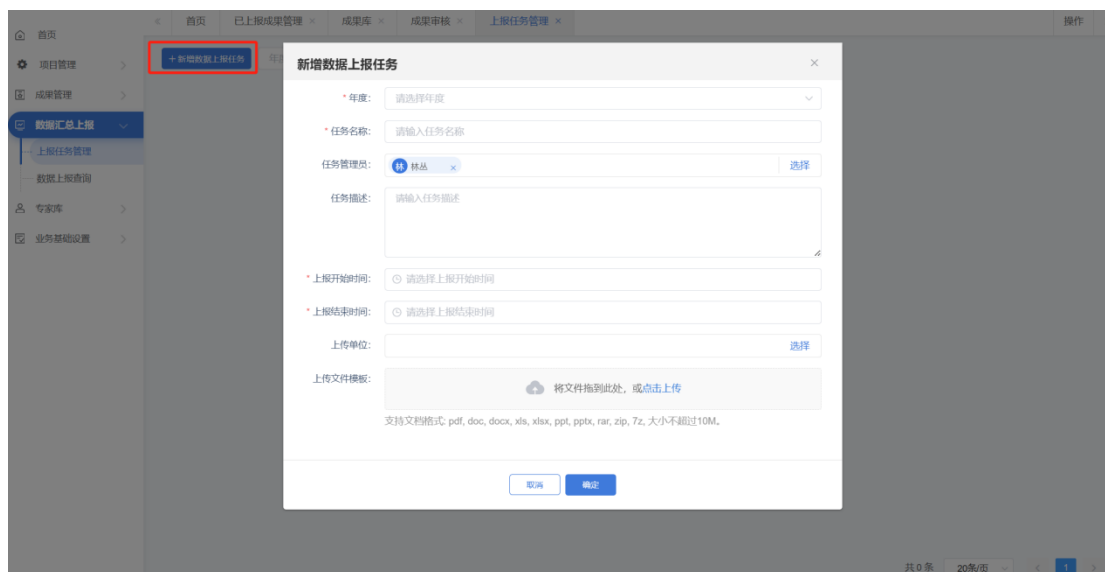 首页 已上报成果管理 × 成果库 × 成果审核 × 上报任务管理 × 操作
首页
项目管理
成果管理
数据汇总上报
上报任务管理
数据上报查询
专家库
业务基础设置
+新增数据上报任务
新增数据上报任务
* 年度: 请选择年度
* 任务名称: 请输入任务名称
任务管理员: 林 林丛 × 选择
任务描述: 请输入任务描述
* 上报开始时间: 请选择上报开始时间
* 上报结束时间: 请选择上报结束时间
上传单位: 选择
上传文件模板: 将文件拖到此处，或点击上传
支持文档格式: pdf, doc, docx, xls, xlsx, ppt, pptx, rar, zip, 7z, 大小不超过10M。
取消 确定
共 0 条 20条/页 < 1 >